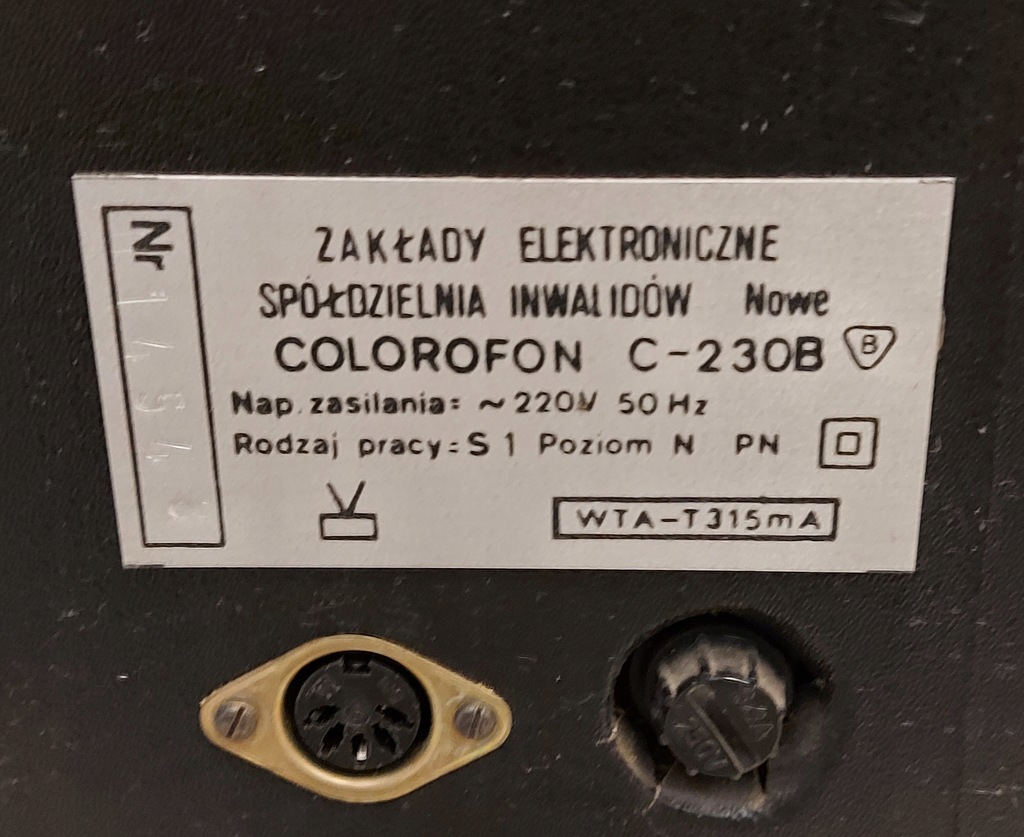 Nr
ZAKŁADY ELEKTRONICZNE
SPÓŁDZIELNIA INWALIDÓW Nowe
COLOROFON C-230B B
Nap. zasilania: ~220V 50 Hz
Rodzaj pracy: S 1 Poziom N PN
WTA-T315mA